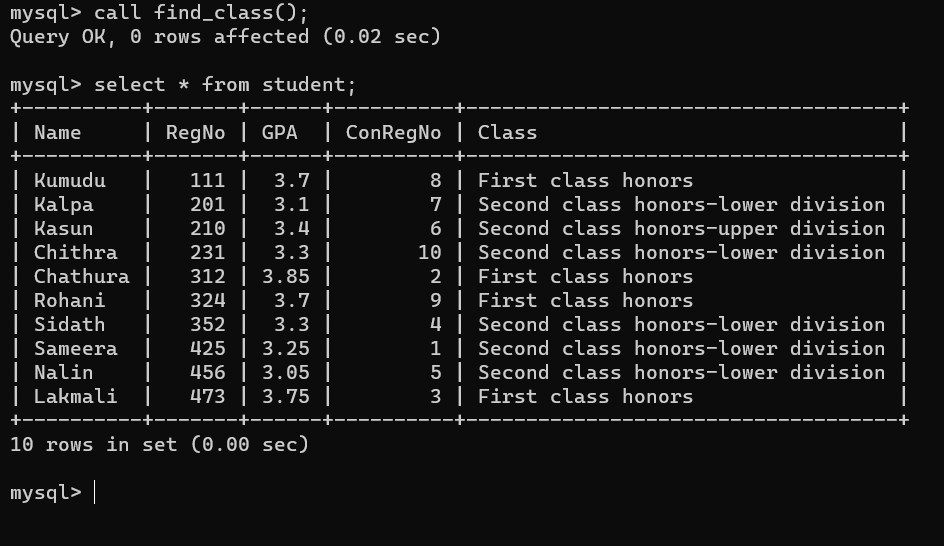 mysql> call find_class();
Query OK, 0 rows affected (0.02 sec)
mysql> select * from student;
+----------+-------+------+----------+------------------------------------+
| Name     | RegNo | GPA  | ConRegNo | Class                              |
+----------+-------+------+----------+------------------------------------+
| Kumudu   |   111 |  3.7 |        8 | First class honors                 |
| Kalpa    |   201 |  3.1 |        7 | Second class honors-lower division |
| Kasun    |   210 |  3.4 |        6 | Second class honors-upper division |
| Chithra  |   231 |  3.3 |       10 | Second class honors-lower division |
| Chathura |   312 | 3.85 |        2 | First class honors                 |
| Rohani   |   324 |  3.7 |        9 | First class honors                 |
| Sidath   |   352 |  3.3 |        4 | Second class honors-lower division |
| Sameera  |   425 | 3.25 |        1 | Second class honors-lower division |
| Nalin    |   456 | 3.05 |        5 | Second class honors-lower division |
| Lakmali  |   473 | 3.75 |        3 | First class honors                 |
+----------+-------+------+----------+------------------------------------+
10 rows in set (0.00 sec)
mysql>